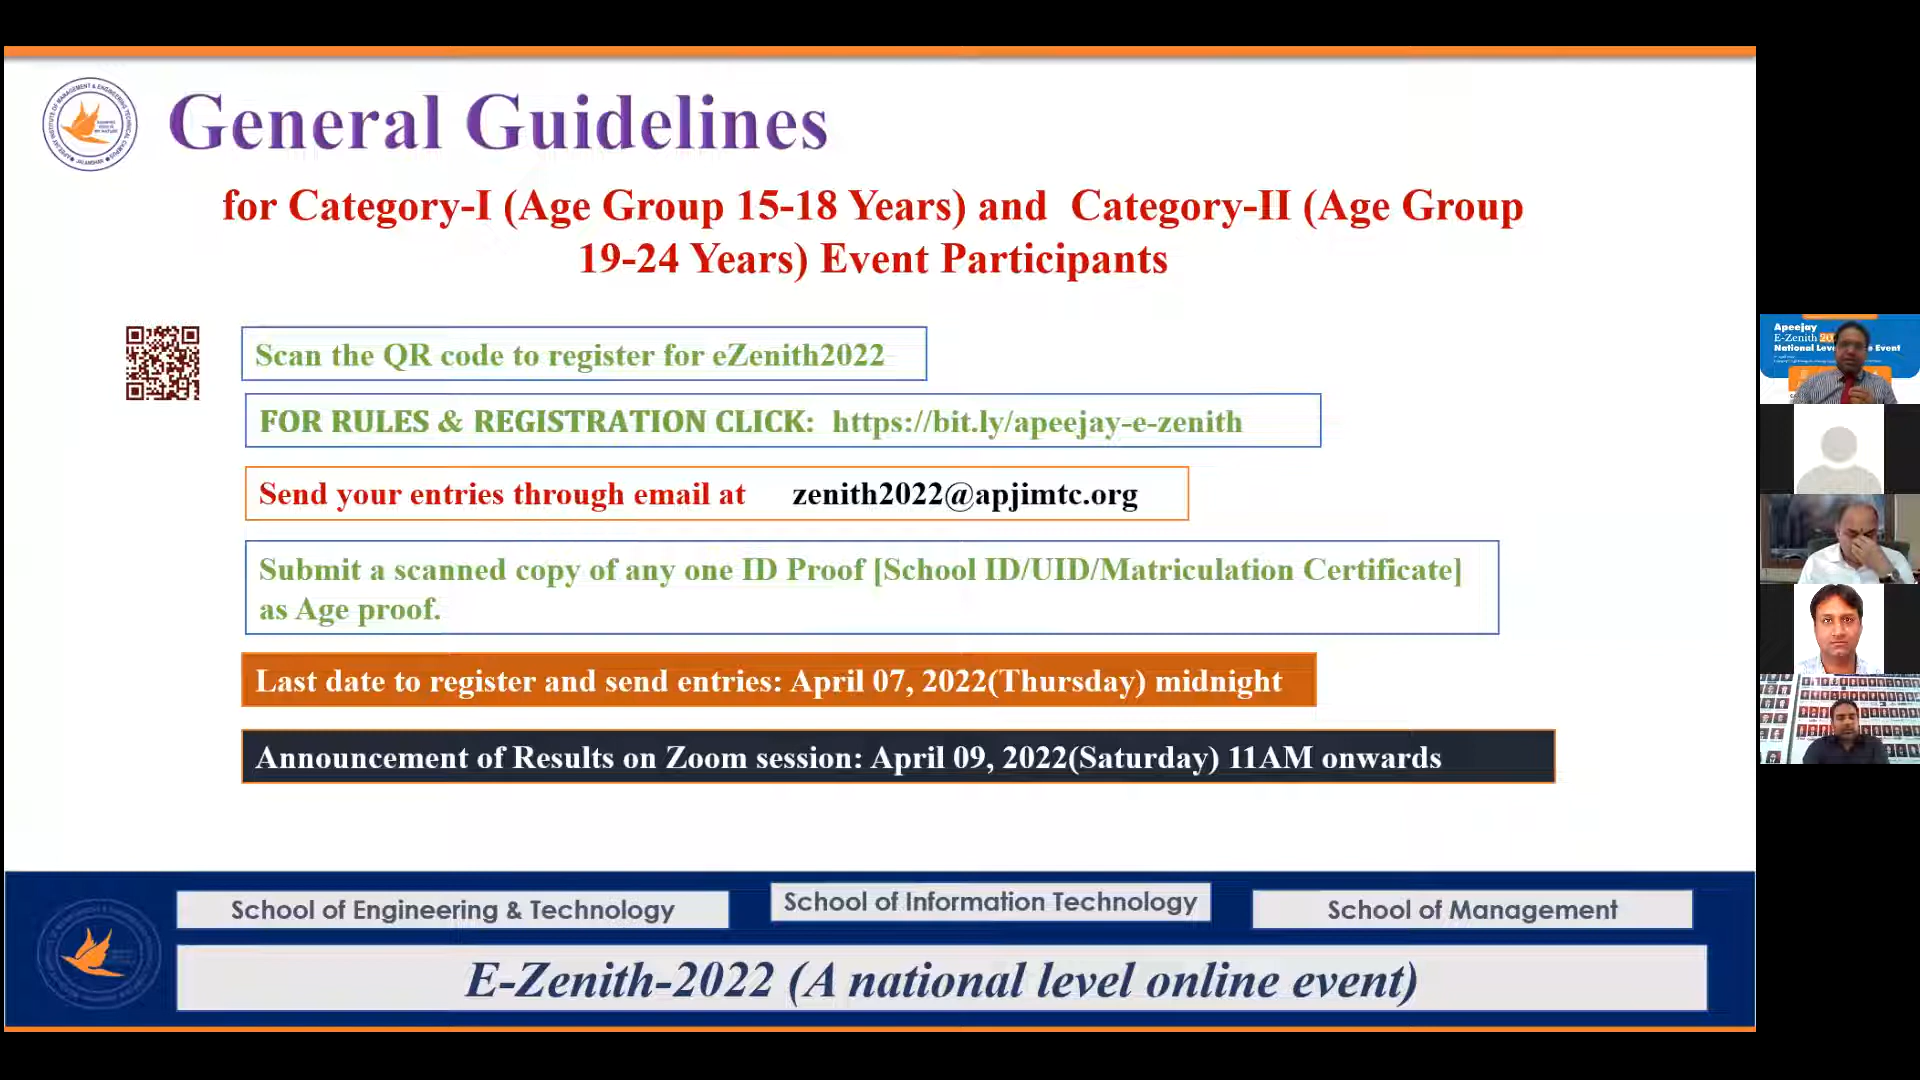 General Guidelines
for Category-I (Age Group 15-18 Years) and Category-II (Age Group
19-24 Years) Event Participants
Scan the QR code to register for eZenith2022
FOR RULES & REGISTRATION CLICK: https://bit.ly/apeejay-e-zenith
Send your entries through email at zenith2022@apjimtc.org
Submit a scanned copy of any one ID Proof [School ID/UID/Matriculation Certificate]
as Age proof.
Last date to register and send entries: April 07, 2022(Thursday) midnight
Announcement of Results on Zoom session: April 09, 2022(Saturday) 11AM onwards
School of Engineering & Technology
School of Information Technology
School of Management
E-Zenith-2022 (A national level online event)
Apeejay
E-Zenith 20
National Lev e Event